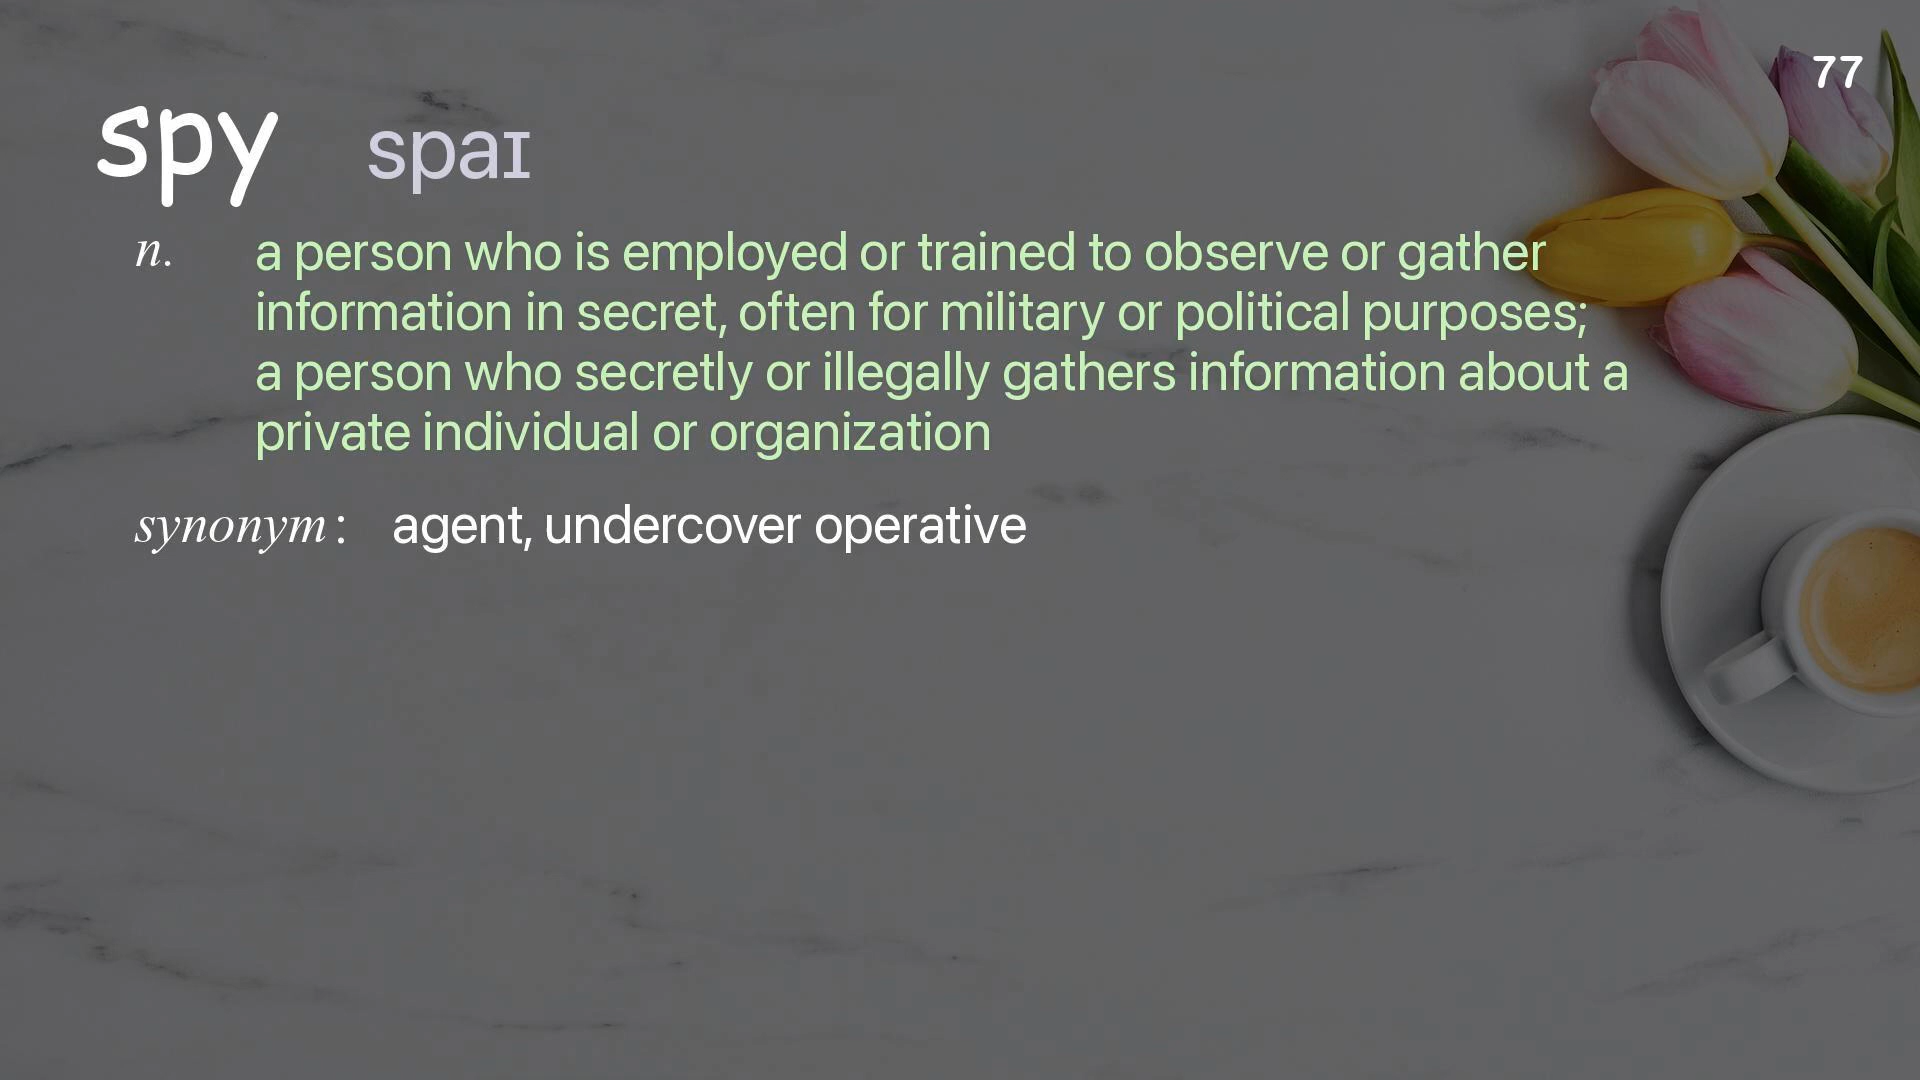 77
spy spaɪ
n. a person who is employed or trained to observe or gather
information in secret, often for military or political purposes;
a person who secretly or illegally gathers information about a
private individual or organization
synonym: agent, undercover operative